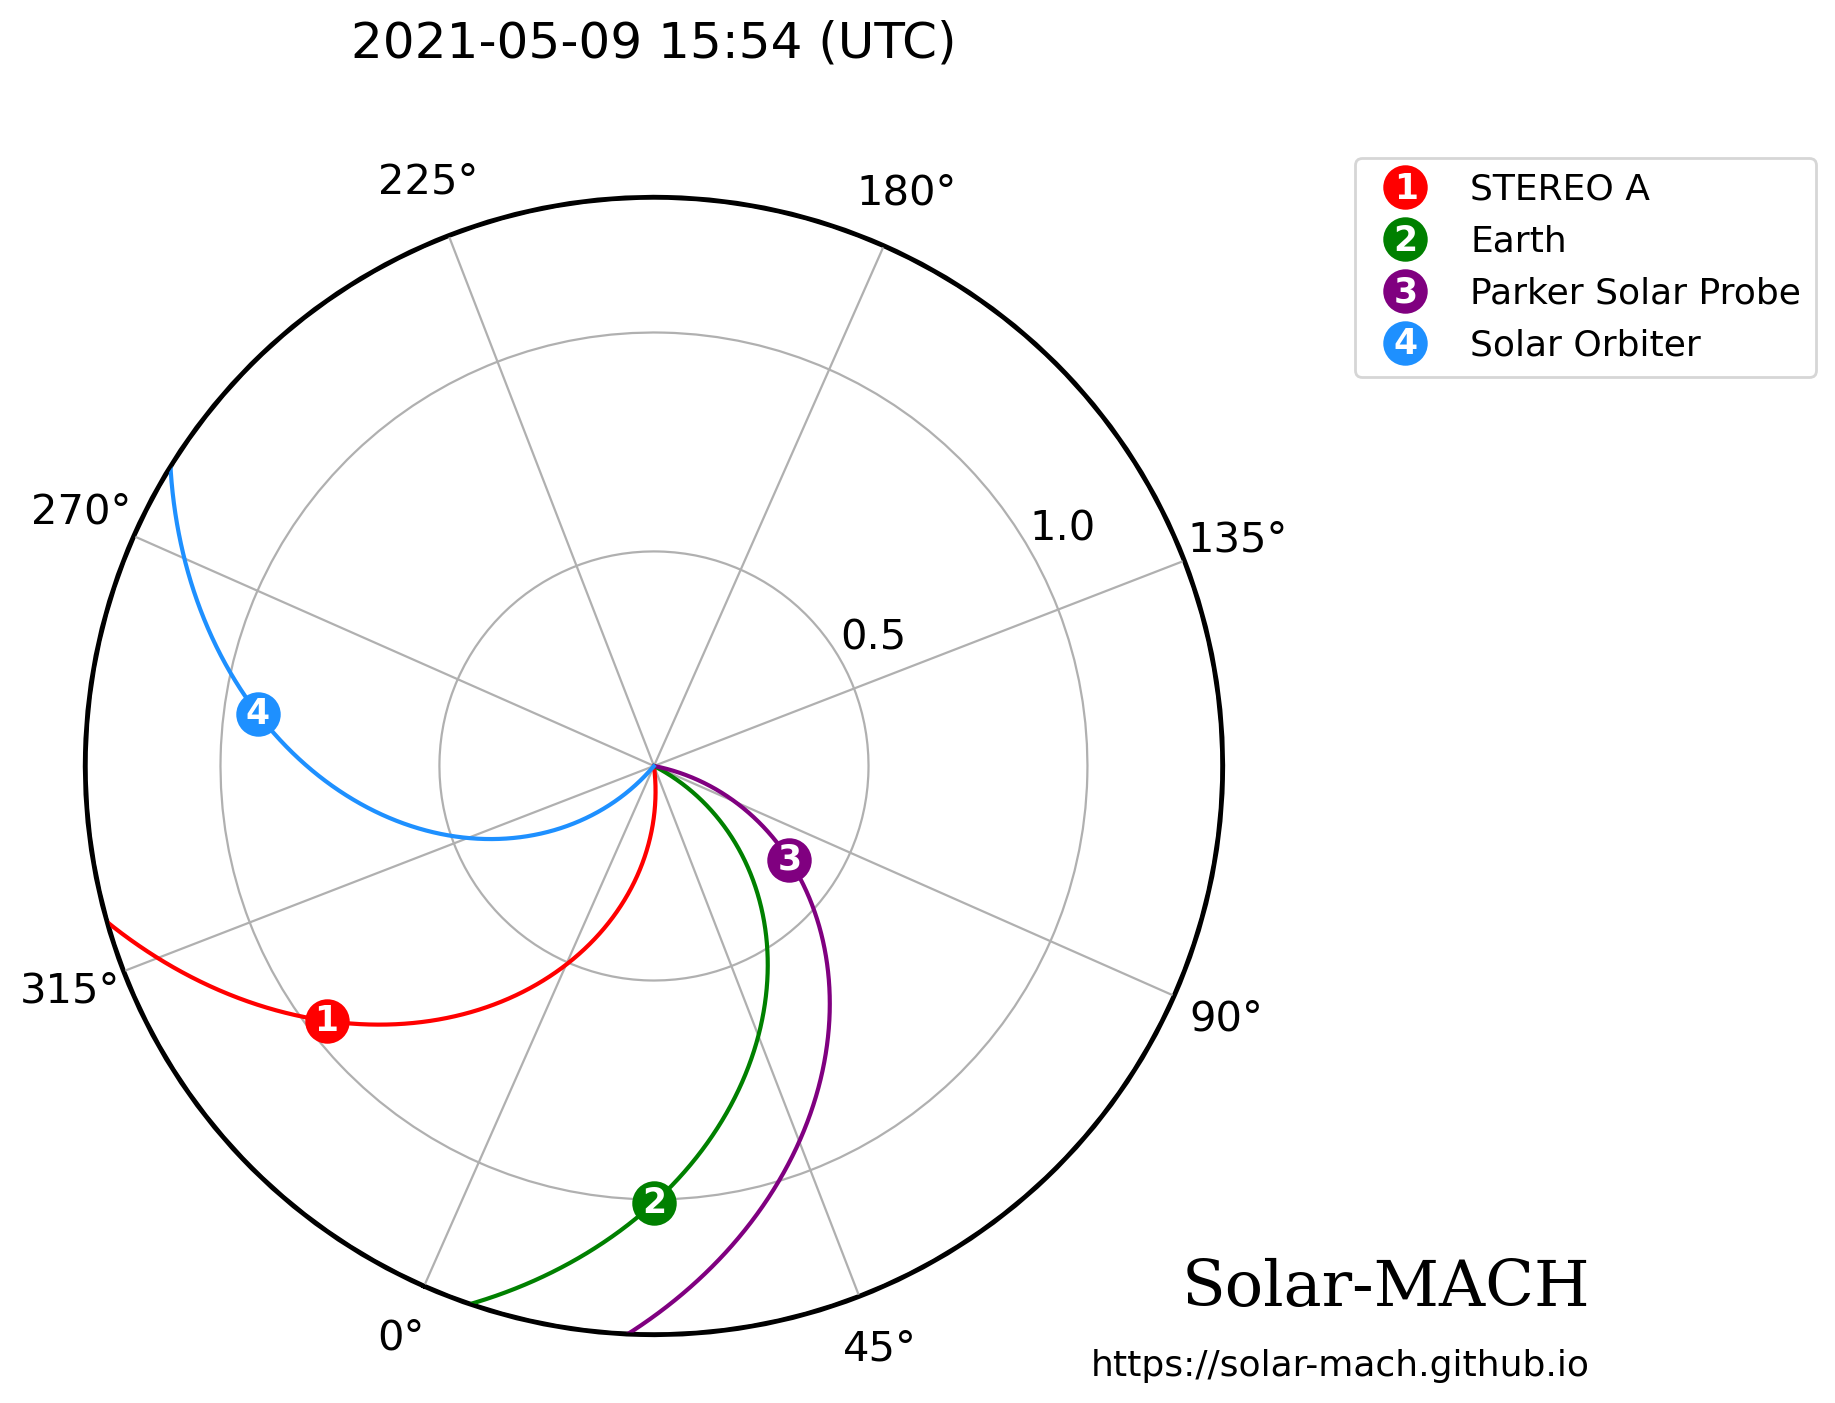 2021-05-09 15:54 (UTC)
225°
180°
1 STEREO A
2 Earth
3 Parker Solar Probe
4 Solar Orbiter
270°
1.0
135°
0.5
4
3
315°
1
90°
2
0°
45°
Solar-MACH
https://solar-mach.github.io